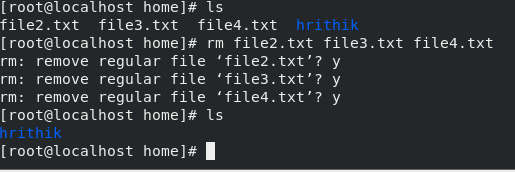 [root@localhost home]# ls
file2.txt  file3.txt  file4.txt  hrithik
[root@localhost home]# rm file2.txt file3.txt file4.txt
rm: remove regular file ‘file2.txt’? y
rm: remove regular file ‘file3.txt’? y
rm: remove regular file ‘file4.txt’? y
[root@localhost home]# ls
hrithik
[root@localhost home]#